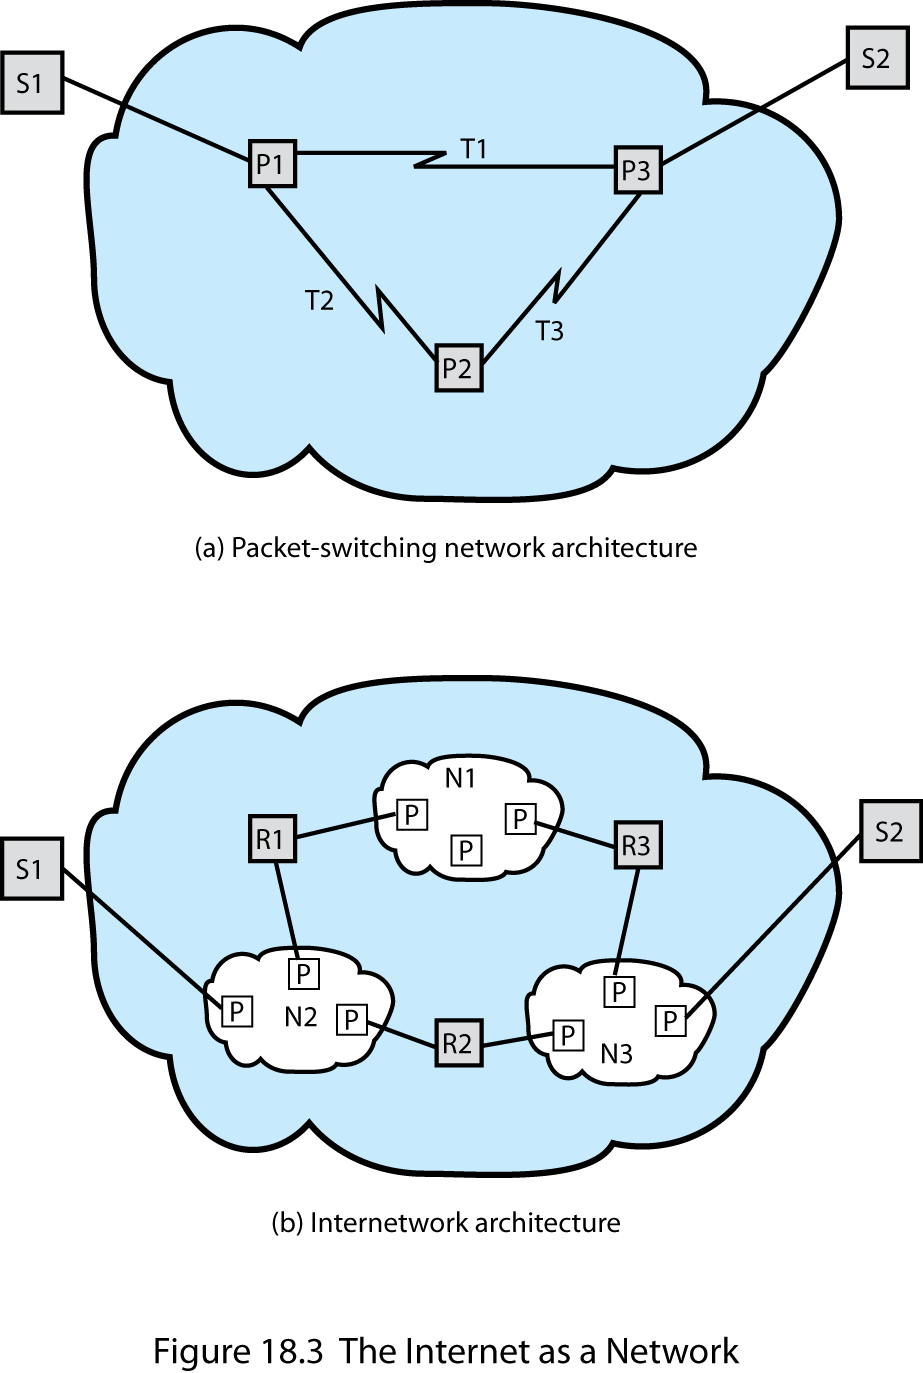 S1
S2
P1
T1
P3
T2
T3
P2
(a) Packet-switching network architecture
N1
P
P
P
R1
R3
S2
S1
P
P
N2
P
R2
P
P
P
N3
(b) Internetwork architecture
Figure 18.3 The Internet as a Network